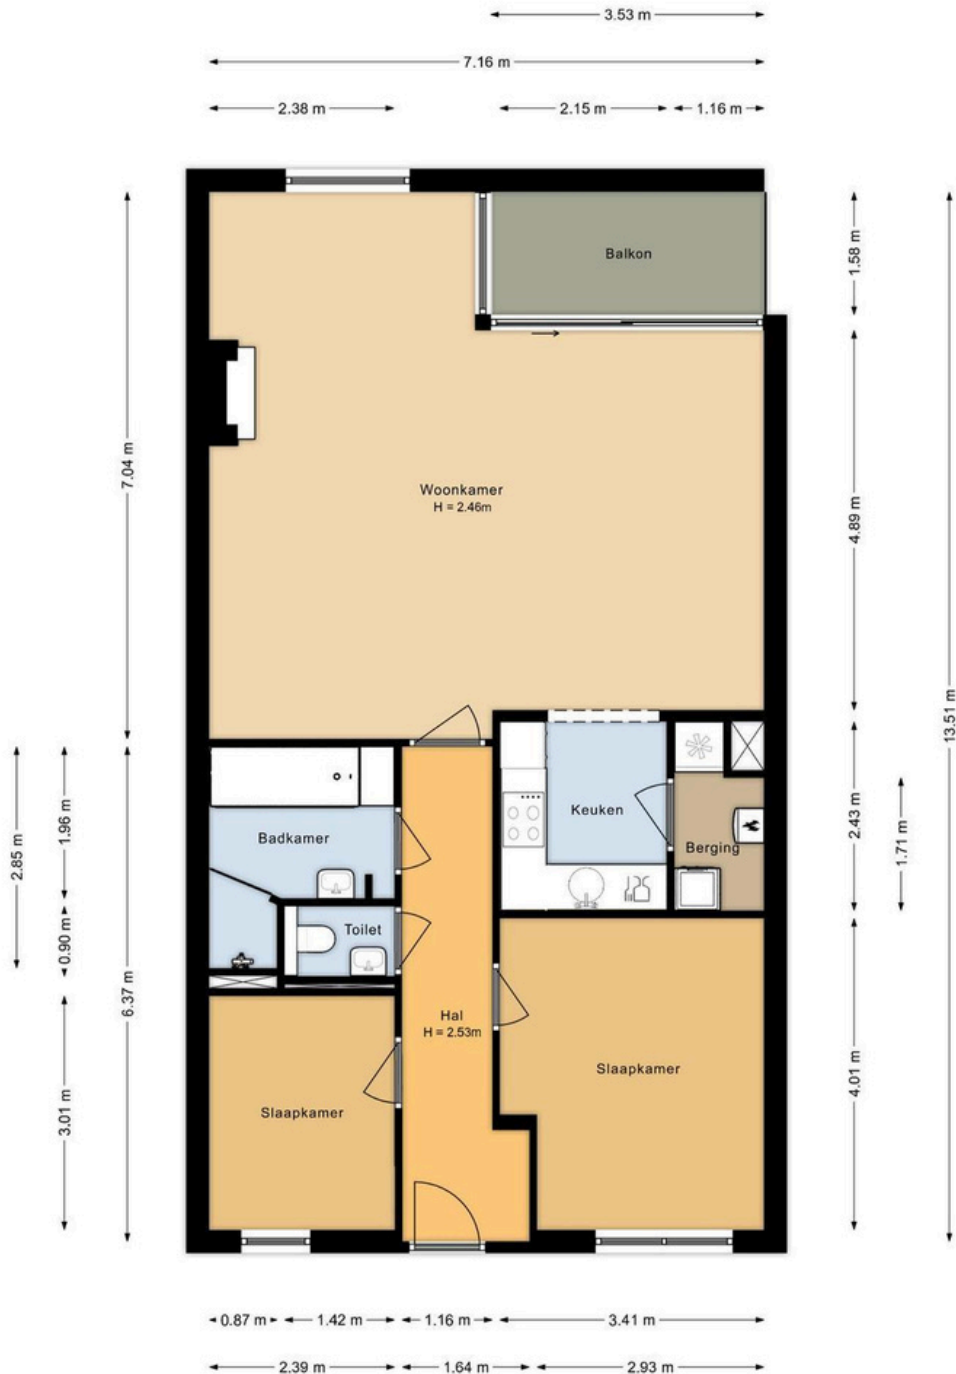 3.53 m
7.16 m
2.38 m
2.15 m
1.16 m
Balkon
1.58 m
7.04 m
Woonkamer
H = 2.46m
4.89 m
13.51 m
2.85 m
1.96 m
Badkamer
Keuken
Berging
2.43 m
1.71 m
0.90 m
Toilet
6.37 m
Hal
H = 2.53m
3.01 m
Slaapkamer
Slaapkamer
4.01 m
0.87 m
1.42 m
1.16 m
3.41 m
2.39 m
1.64 m
2.93 m